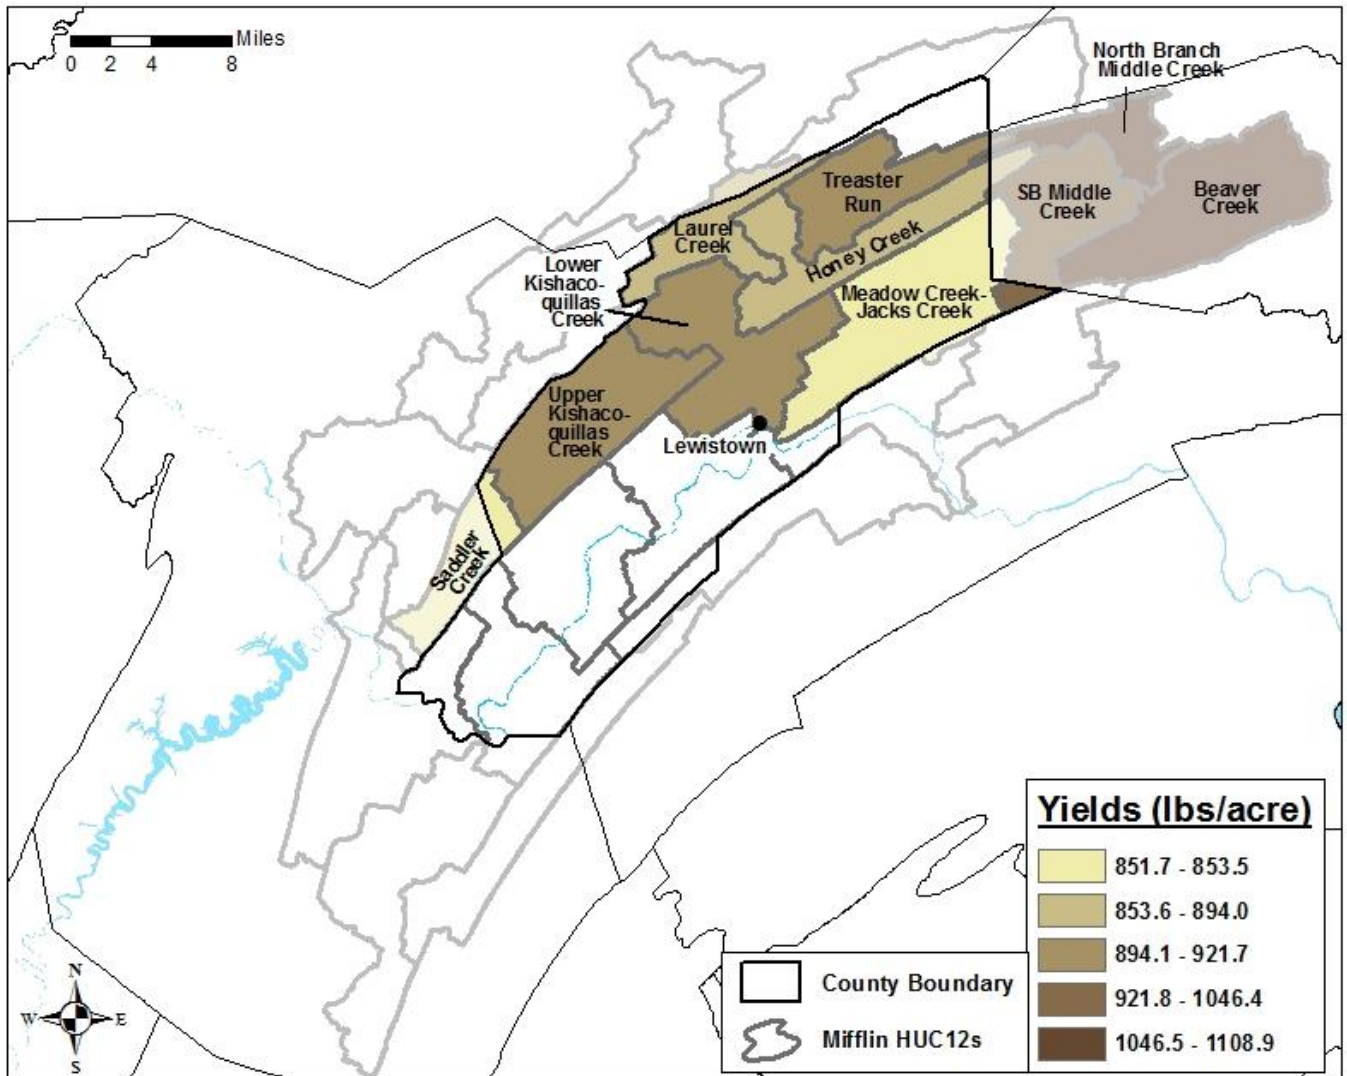 Miles
0 2 4 8
North Branch
Middle Creek
Treaster
Run
SB Middle
Creek
Beaver
Creek
Laurel
Creek
Honey Creek
Lower
Kishaco-
quillas
Creek
Meadow Creek-
Jacks Creek
Upper
Kishaco-
quillas
Creek
Lewistown
Saddler
Creek
Yields (lbs/acre)
851.7 - 853.5
853.6 - 894.0
894.1 - 921.7
921.8 - 1046.4
1046.5 - 1108.9
County Boundary
Mifflin HUC12s
N
W E
S